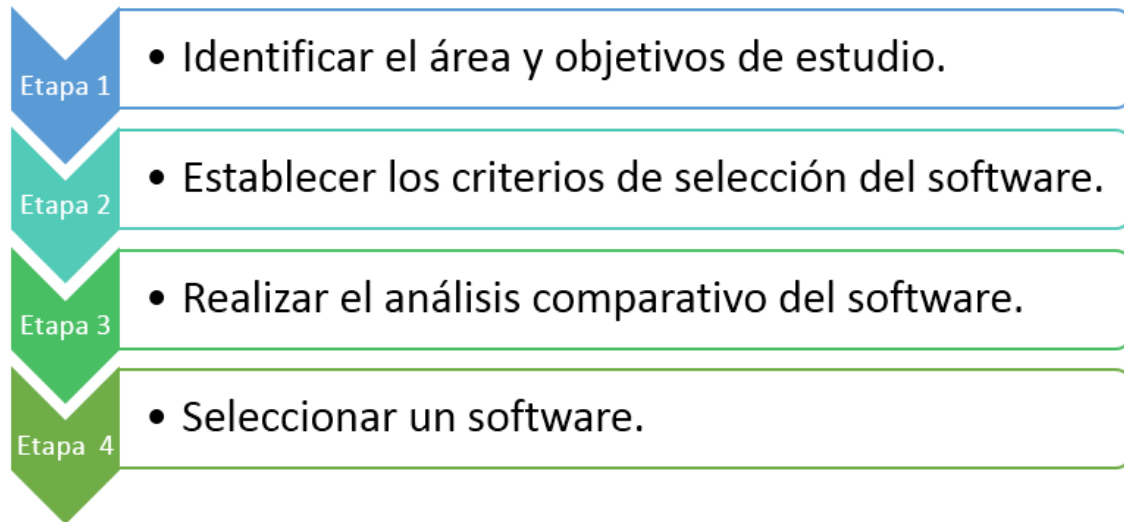 Etapa 1
• Identificar el área y objetivos de estudio.
Etapa 2
• Establecer los criterios de selección del software.
Etapa 3
• Realizar el análisis comparativo del software.
Etapa 4
• Seleccionar un software.